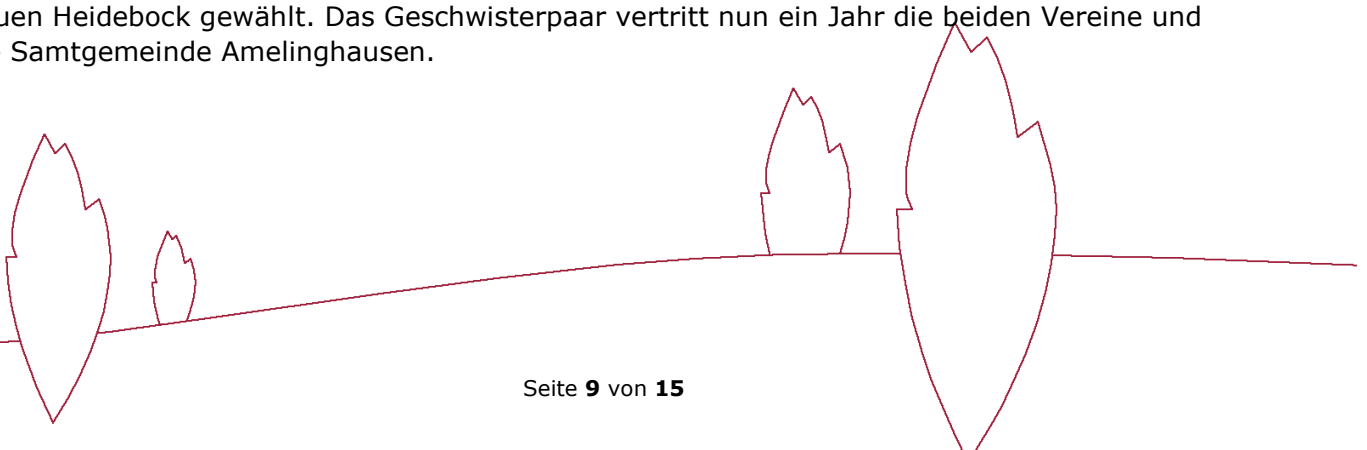 uen Heidebock gewählt. Das Geschwisterpaar vertritt nun ein Jahr die beiden Vereine und
Samtgemeinde Amelinghausen.
Seite 9 von 15